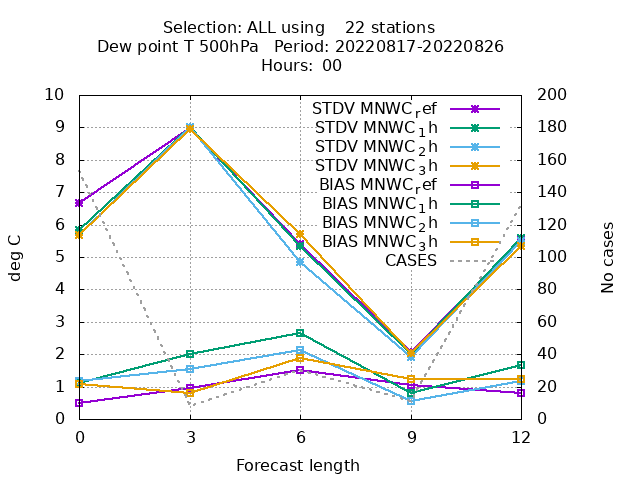 Selection: ALL using    22 stations
Dew point T 500hPa   Period: 20220817-20220826
Hours: 00
STDV MNWC_ref
STDV MNWC_1h
STDV MNWC_2h
STDV MNWC_3h
BIAS MNWC_ref
BIAS MNWC_1h
BIAS MNWC_2h
BIAS MNWC_3h
CASES
10
9
8
7
6
5
4
3
2
1
0
deg C
200
180
160
140
120
100
80
60
40
20
0
No cases
0 3 6 9 12
Forecast length